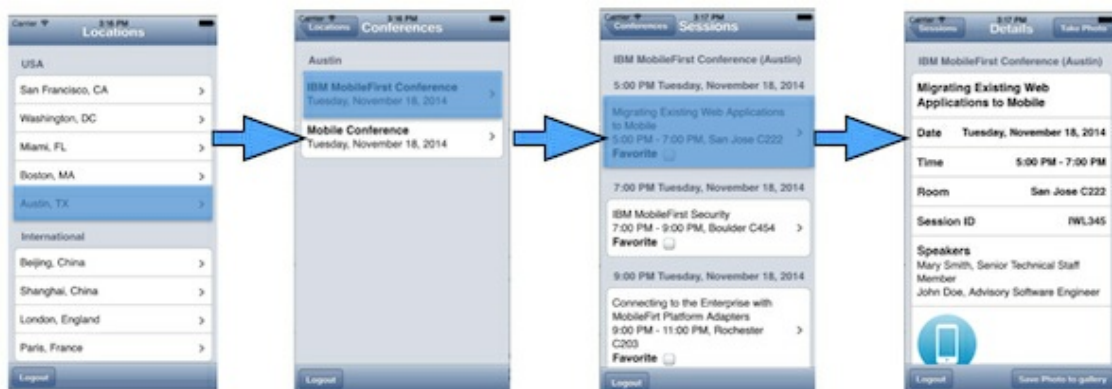 Carrier 3:16 PM
Locations
USA
San Francisco, CA
Washington, DC
Miami, FL
Boston, MA
Austin, TX
International
Beijing, China
Shanghai, China
London, England
Paris, France
Logout
Carrier 3:16 PM
Locations Conferences
Austin
IBM MobileFirst Conference
Tuesday, November 18, 2014
Mobile Conference
Tuesday, November 18, 2014
Logout
Carrier 3:17 PM
Conferences Sessions
IBM MobileFirst Conference (Austin)
5:00 PM Tuesday, November 18, 2014
Migrating Existing Web Applications
to Mobile
5:00 PM - 7:00 PM, San Jose C222
Favorite
7:00 PM Tuesday, November 18, 2014
IBM MobileFirst Security
7:00 PM - 9:00 PM, Boulder C454
Favorite
9:00 PM Tuesday, November 18, 2014
Connecting to the Enterprise with
MobileFirt Platform Adapters
9:00 PM - 11:00 PM, Rochester
C203
Favorite
Logout
Carrier 3:17 PM
Sessions Details Take Photo
IBM MobileFirst Conference (Austin)
Migrating Existing Web
Applications to Mobile
Date Tuesday, November 18, 2014
Time 5:00 PM - 7:00 PM
Room San Jose C222
Session ID IWL345
Speakers
Mary Smith, Senior Technical Staff
Member
John Doe, Advisory Software Engineer
Logout Save Photo to gallery